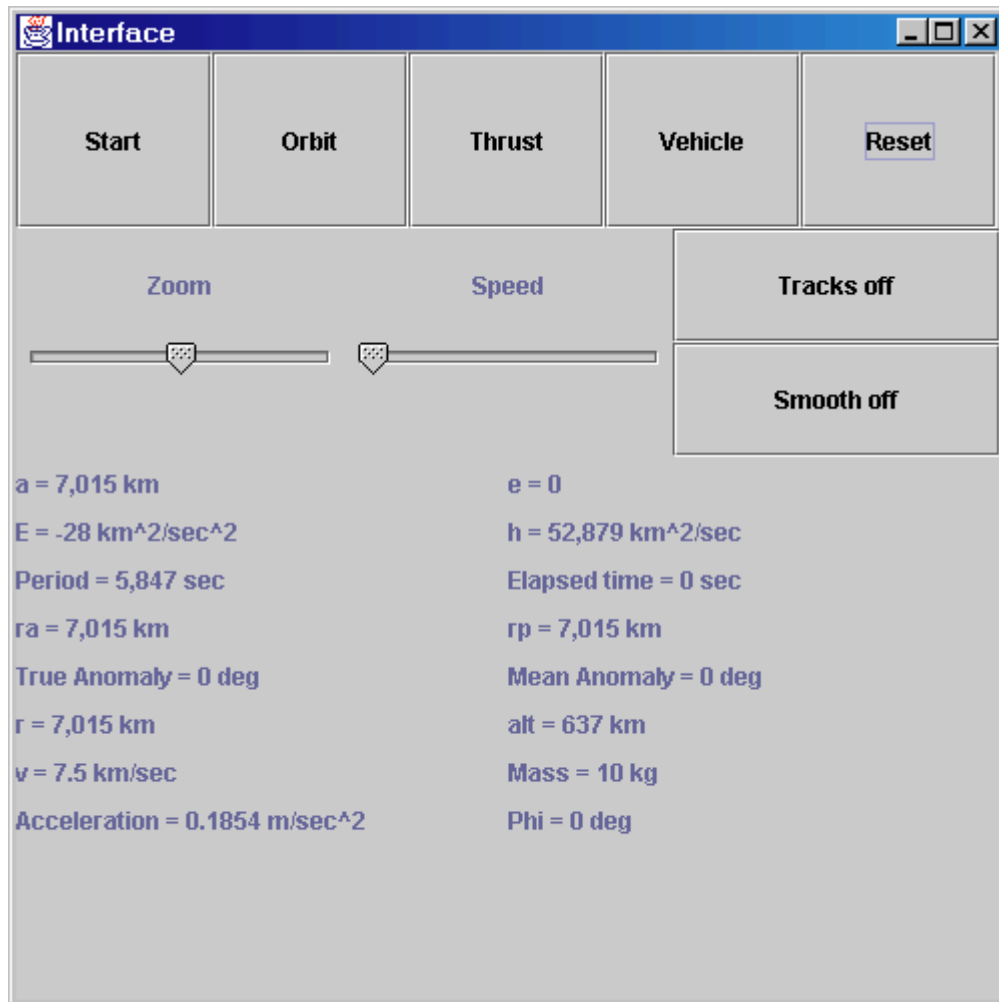 Interface
Start Orbit Thrust Vehicle Reset
Zoom Speed Tracks off
Smooth off
a = 7,015 km e = 0
E = -28 km^2/sec^2 h = 52,879 km^2/sec
Period = 5,847 sec Elapsed time = 0 sec
ra = 7,015 km rp = 7,015 km
True Anomaly = 0 deg Mean Anomaly = 0 deg
r = 7,015 km alt = 637 km
v = 7.5 km/sec Mass = 10 kg
Acceleration = 0.1854 m/sec^2 Phi = 0 deg